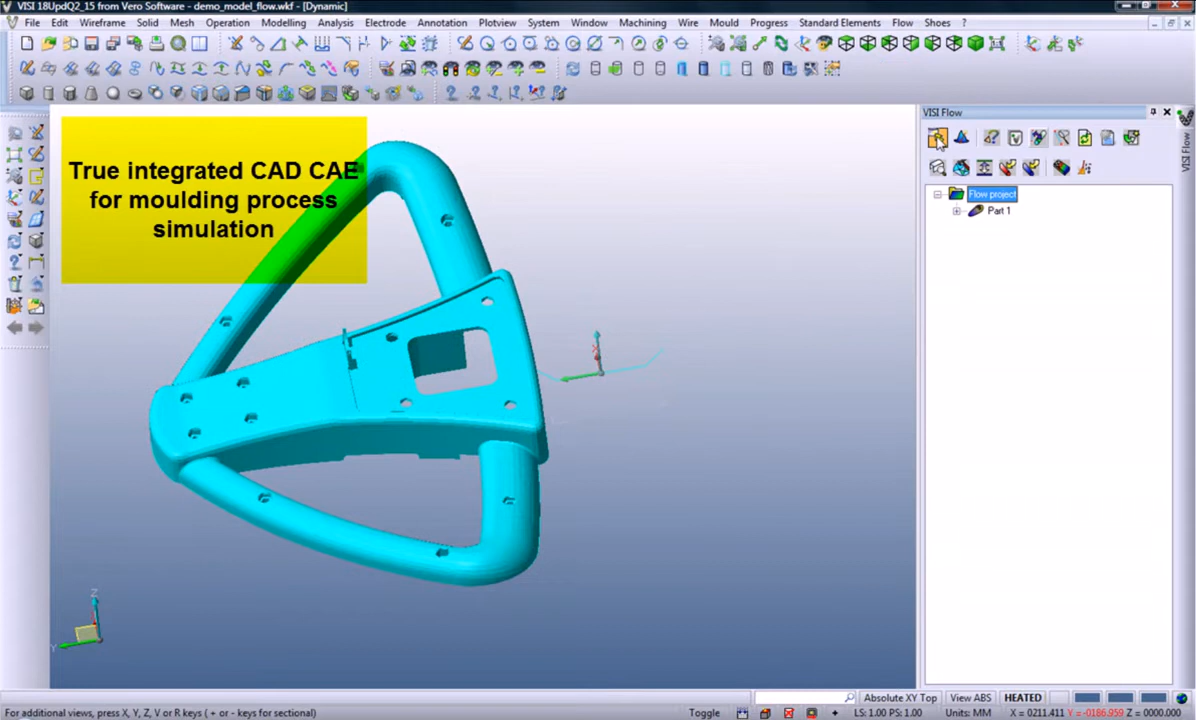 VISI 18UpdQ2_15 from Vero Software - demo_model_flow.wkf - [Dynamic]
File Edit Wireframe Solid Mesh Operation Modelling Analysis Electrode Annotation Plotview System Window Machining Wire Mould Progress Standard Elements Flow Shoes ?
VISI Flow
True integrated CAD CAE
for moulding process
simulation
Flow project
Part 1
VISI Flow
Z
Y
For additional views, press X, Y, Z, V or R keys ( + or - keys for sectional)
Absolute XY Top View ABS HEATED
Toggle LS: 1.00 PS: 1.00 Units: MM X = 0211.411 Y = -0186.959 Z = 0000.000